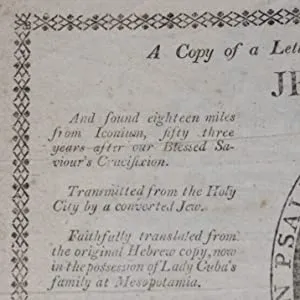 A Copy of a Let
JE
And found eighteen miles
from Iconium, fifty three
years after our Blessed Sa-
viour's Crucifixion.
Transmitted from the Holy
City by a converted Jew.
Faithfully translated from
the original Hebrew copy, now
in the possession of Lady Cuba's
family at Mesopotamia.
N PSAL